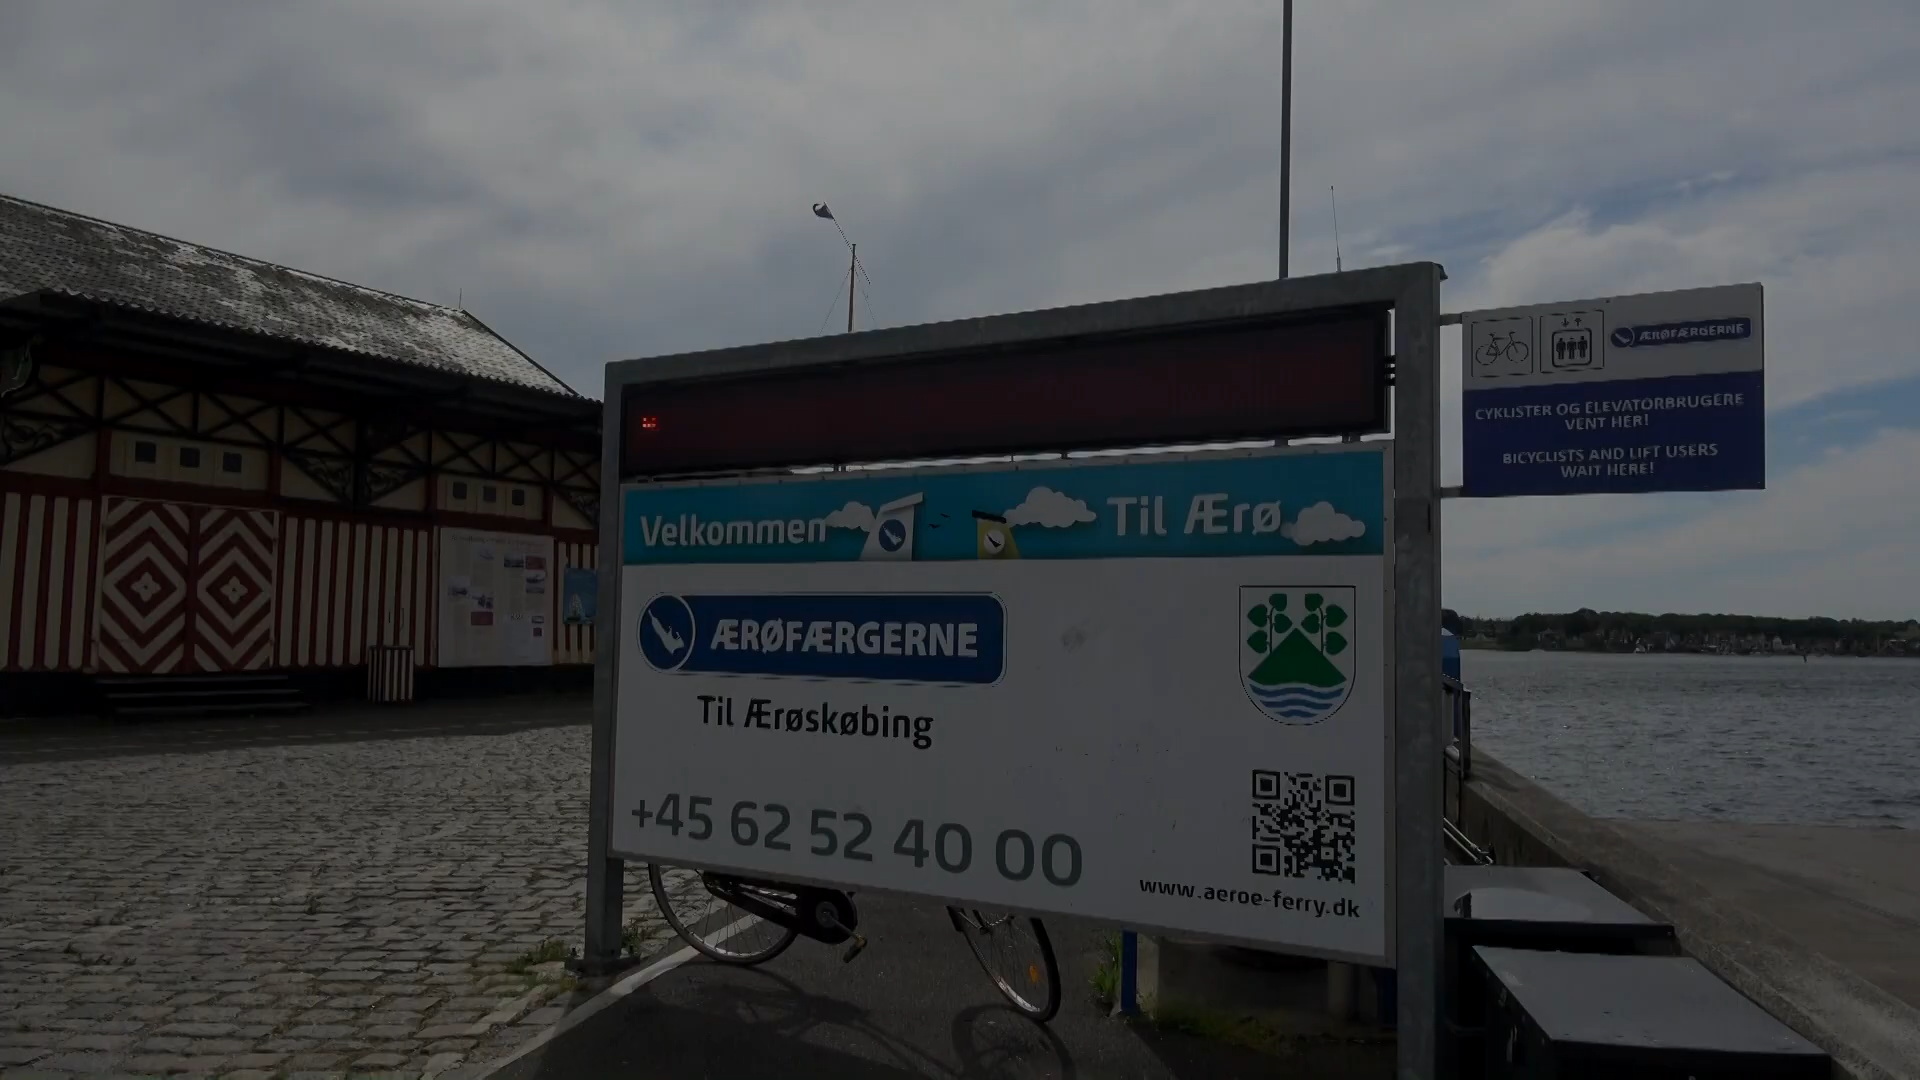 Velkommen Til Ærø
ÆRØFÆRGERNE
Til Ærøskøbing
+45 62 52 40 00
www.aeroe-ferry.dk
ÆRØFÆRGERNE
CYKLISTER OG ELEVATORBRUGERE
VENT HER!
BICYCLISTS AND LIFT USERS
WAIT HERE!